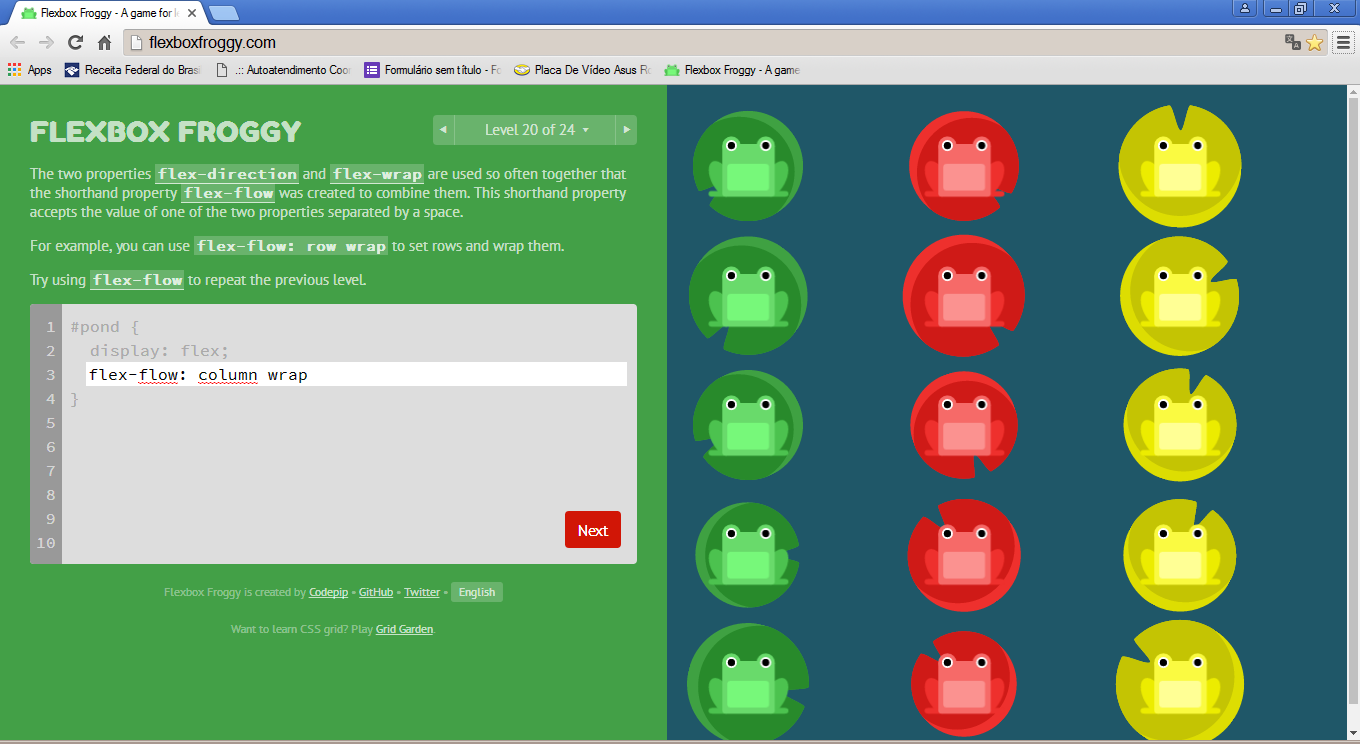 Flexbox Froggy - A game for l
flexboxfroggy.com
Apps Receita Federal do Brasi .:: Autoatendimento Coor Formulário sem título - Fo Placa De Vídeo Asus Ro Flexbox Froggy - A game
FLEXBOX FROGGY
◄ Level 20 of 24 ▾ ►
The two properties flex-direction and flex-wrap are used so often together that
the shorthand property flex-flow was created to combine them. This shorthand property
accepts the value of one of the two properties separated by a space.
For example, you can use flex-flow: row wrap to set rows and wrap them.
Try using flex-flow to repeat the previous level.
1 #pond {
2 display: flex;
3 flex-flow: column wrap
4 }
5
6
7
8
9
10
Next
Flexbox Froggy is created by Codepip • GitHub • Twitter • English
Want to learn CSS grid? Play Grid Garden.